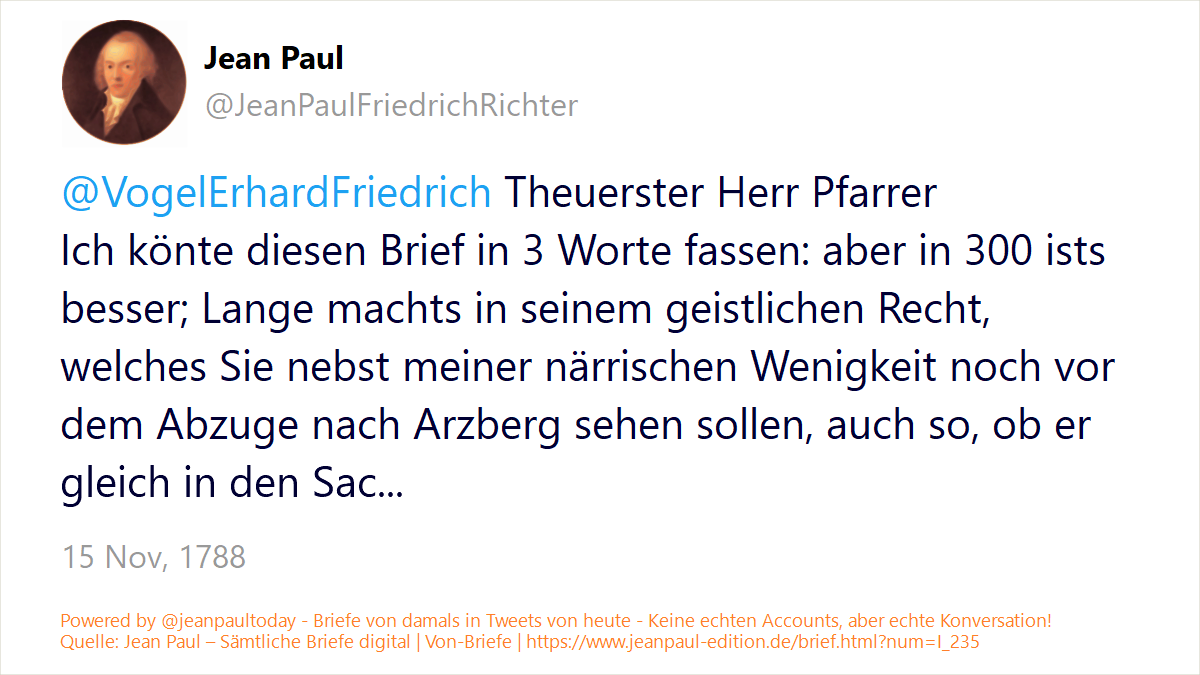 Jean Paul
@JeanPaulFriedrichRichter
@VogelErhardFriedrich Theuerster Herr Pfarrer
Ich könte diesen Brief in 3 Worte fassen: aber in 300 ists
besser; Lange machts in seinem geistlichen Recht,
welches Sie nebst meiner närrischen Wenigkeit noch vor
dem Abzuge nach Arzberg sehen sollen, auch so, ob er
gleich in den Sac...
15 Nov, 1788
Powered by @jeanpaultoday - Briefe von damals in Tweets von heute - Keine echten Accounts, aber echte Konversation!
Quelle: Jean Paul – Sämtliche Briefe digital | Von-Briefe | https://www.jeanpaul-edition.de/brief.html?num=I_235